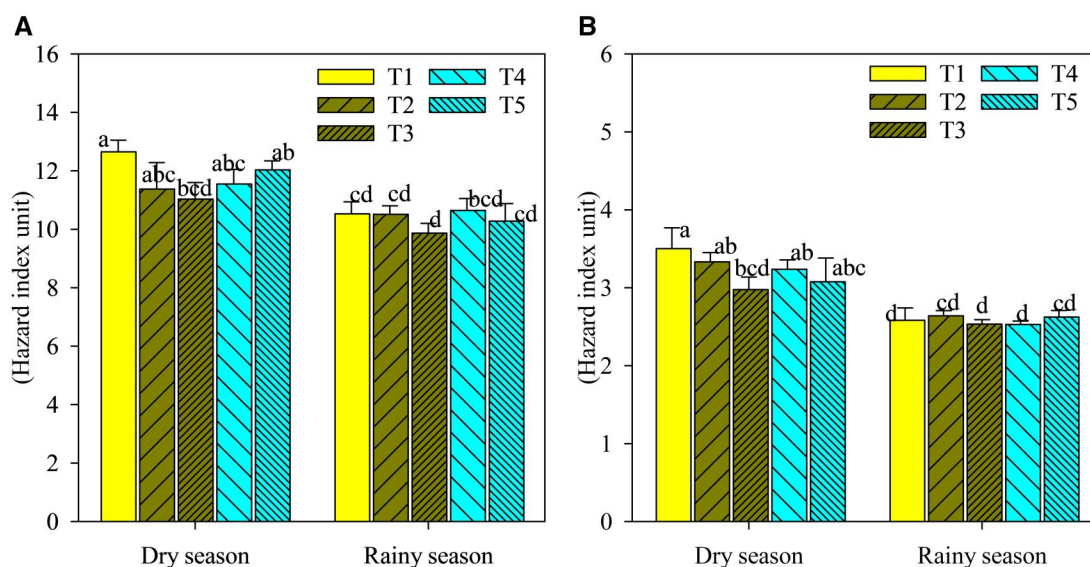 A
(Hazard index unit)
16
14
12
10
8
6
4
2
0
T1
T2
T3
T4
T5
a
abc
bcd
abc
ab
cd
cd
d
bcd
cd
Dry season
Rainy season
B
(Hazard index unit)
6
5
4
3
2
1
0
T1
T2
T3
T4
T5
a
ab
bcd
ab
abc
d
cd
d
d
cd
Dry season
Rainy season